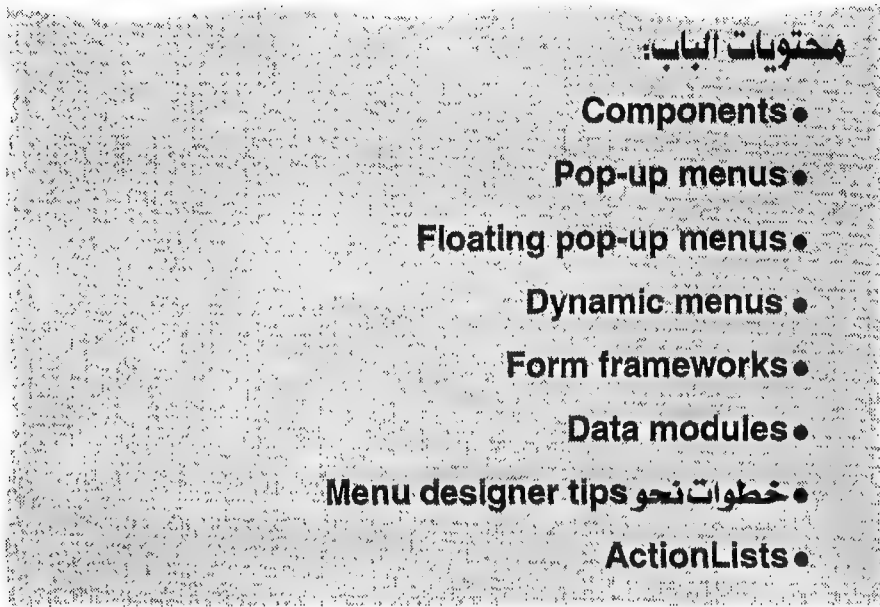 محتويات الباب:
• Components
• Pop-up menus
• Floating pop-up menus
• Dynamic menus
• Form frameworks
• Data modules
• خطوات نحو Menu designer tips
• ActionLists